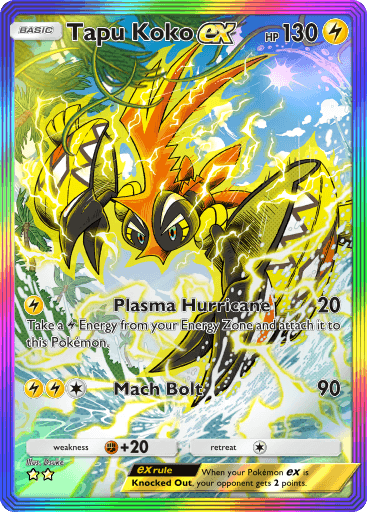 BASIC
Tapu Koko ex
HP 130
Plasma Hurricane 20
Take a Energy from your Energy Zone and attach it to
this Pokémon.
Mach Bolt 90
weakness +20 retreat
ex rule
When your Pokémon ex is
Knocked Out, your opponent gets 2 points.